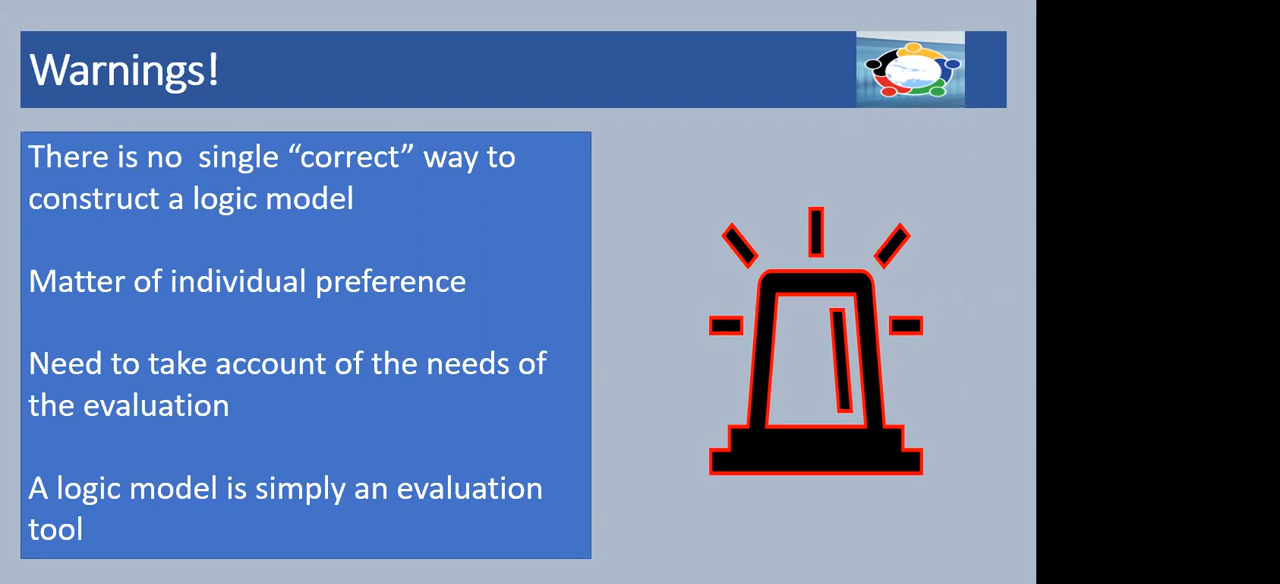 Warnings!
There is no  single “correct” way to
construct a logic model
Matter of individual preference
Need to take account of the needs of
the evaluation
A logic model is simply an evaluation
tool